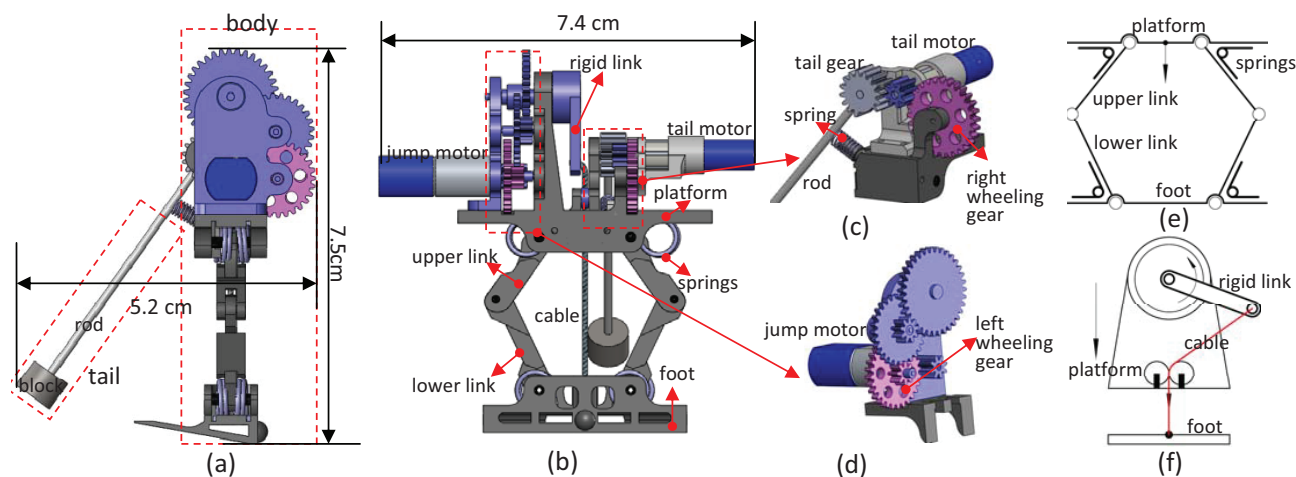 body
7.5cm
5.2 cm
rod
block
tail
(a)
7.4 cm
rigid link
tail motor
jump motor
platform
upper link
springs
cable
lower link
foot
(b)
tail motor
tail gear
spring
rod
right
wheeling
gear
(c)
jump motor
left
wheeling
gear
(d)
platform
springs
upper link
lower link
foot
(e)
rigid link
cable
platform
foot
(f)